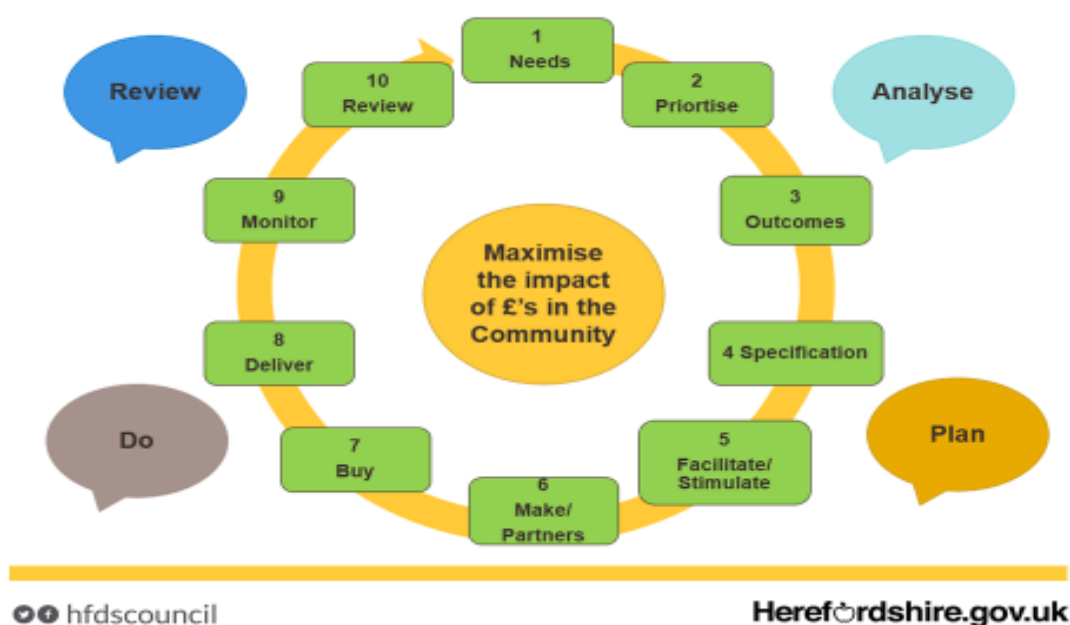 1
Needs
2
Priortise
3
Outcomes
4 Specification
5
Facilitate/
Stimulate
6
Make/
Partners
7
Buy
8
Deliver
9
Monitor
10
Review
Review
Analyse
Do
Plan
Maximise
the impact
of £'s in the
Community
hfdscouncil
Herefordshire.gov.uk